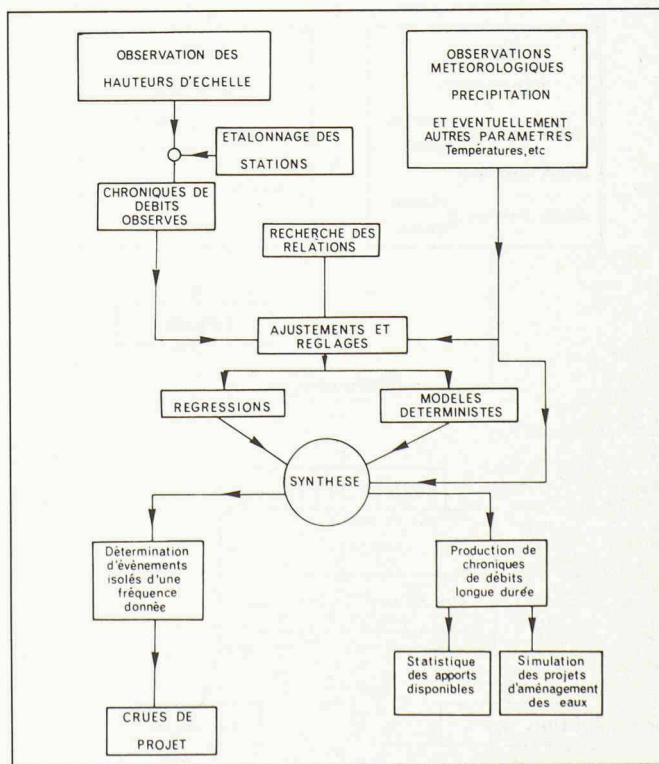 OBSERVATION DES
HAUTEURS D'ECHELLE
OBSERVATIONS
METEOROLOGIQUES
PRECIPITATION
ET EVENTUELLEMENT
AUTRES PARAMETRES
Températures, etc
ETALONNAGE DES
STATIONS
CHRONIQUES DE
DEBITS
OBSERVES
RECHERCHE DES
RELATIONS
AJUSTEMENTS ET
REGLAGES
REGRESSIONS
MODELES
DETERMINISTES
SYNTHESE
Détermination
d'évènements
isolés d'une
fréquence
donnée
Production de
chroniques
de débits
longue durée
Statistique
des apports
disponibles
Simulation
des projets
d'aménagement
des eaux
CRUES DE
PROJET